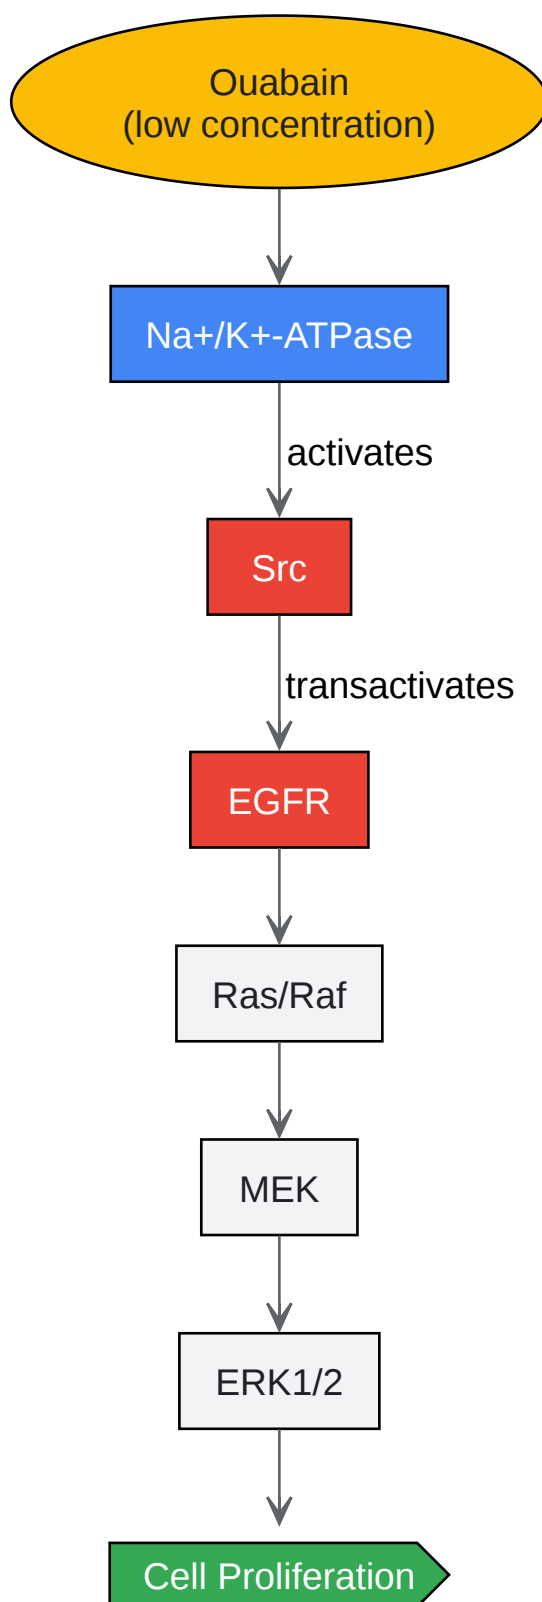 Ouabain
(low concentration)
Na+/K+-ATPase
activates
Src
transactivates
EGFR
Ras/Raf
MEK
ERK1/2
Cell Proliferation